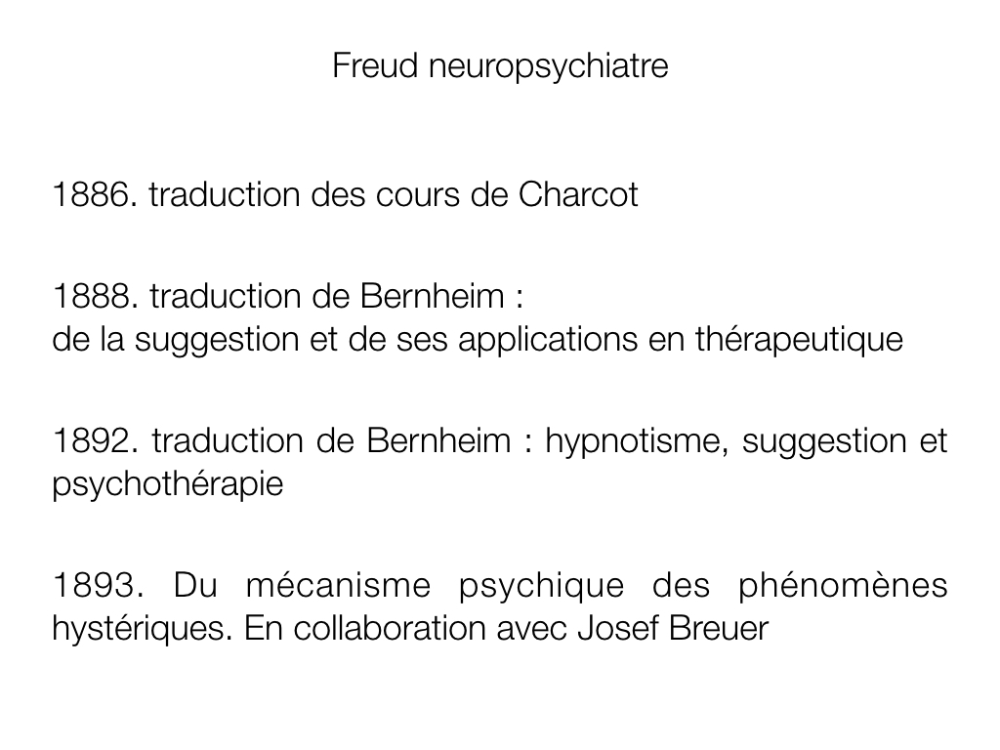 Freud neuropsychiatre
1886. traduction des cours de Charcot
1888. traduction de Bernheim :
de la suggestion et de ses applications en thérapeutique
1892. traduction de Bernheim : hypnotisme, suggestion et
psychothérapie
1893. Du mécanisme psychique des phénomènes
hystériques. En collaboration avec Josef Breuer